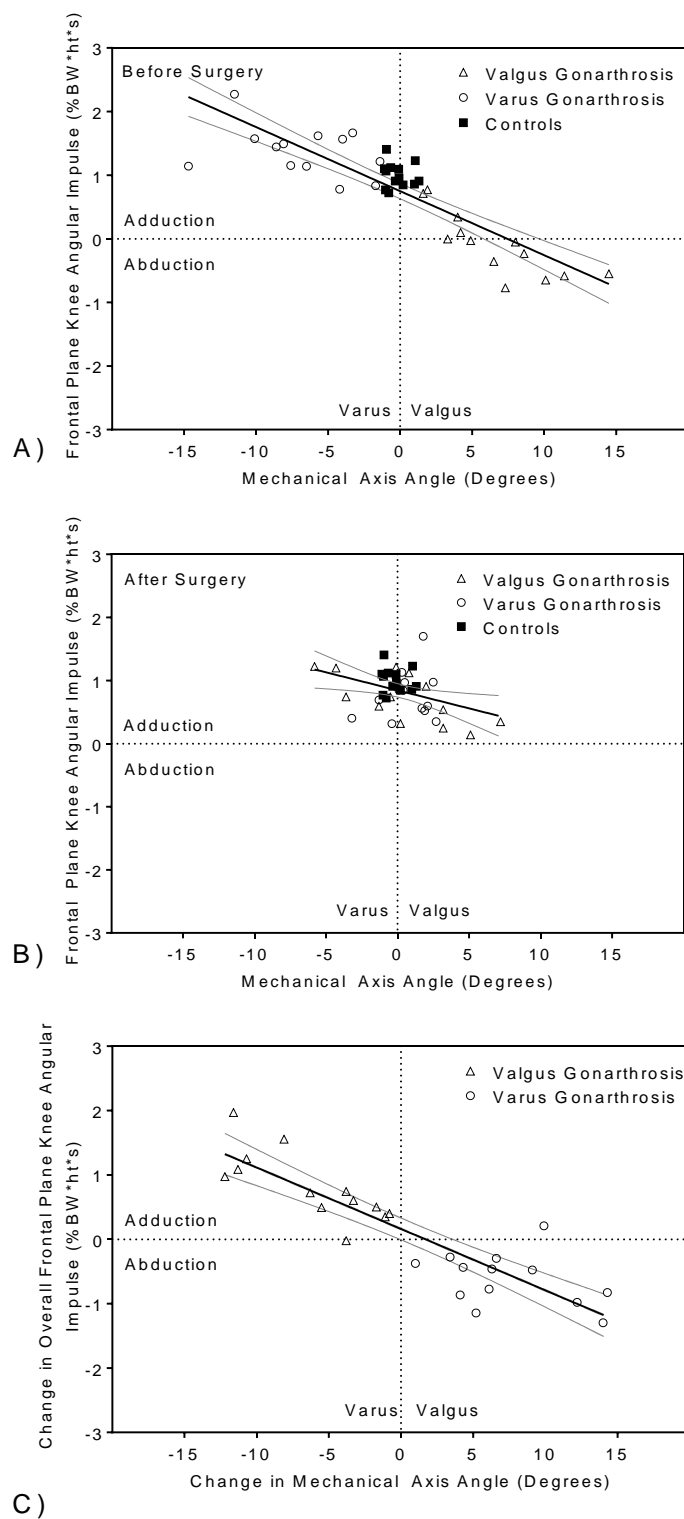 Frontal Plane Knee Angular Impulse (%BW*ht*s)
3
2
1
0
-1
-2
-3
Before Surgery
Valgus Gonarthrosis
Varus Gonarthrosis
Controls
Adduction
Abduction
Varus Valgus
-15 -10 -5 0 5 10 15
Mechanical Axis Angle (Degrees)
A)
Frontal Plane Knee Angular Impulse (%BW*ht*s)
3
2
1
0
-1
-2
-3
After Surgery
Valgus Gonarthrosis
Varus Gonarthrosis
Controls
Adduction
Abduction
Varus Valgus
-15 -10 -5 0 5 10 15
Mechanical Axis Angle (Degrees)
B)
Change in Overall Frontal Plane Knee Angular
Impulse (%BW*ht*s)
3
2
1
0
-1
-2
-3
Valgus Gonarthrosis
Varus Gonarthrosis
Adduction
Abduction
Varus Valgus
-15 -10 -5 0 5 10 15
Change in Mechanical Axis Angle (Degrees)
C)